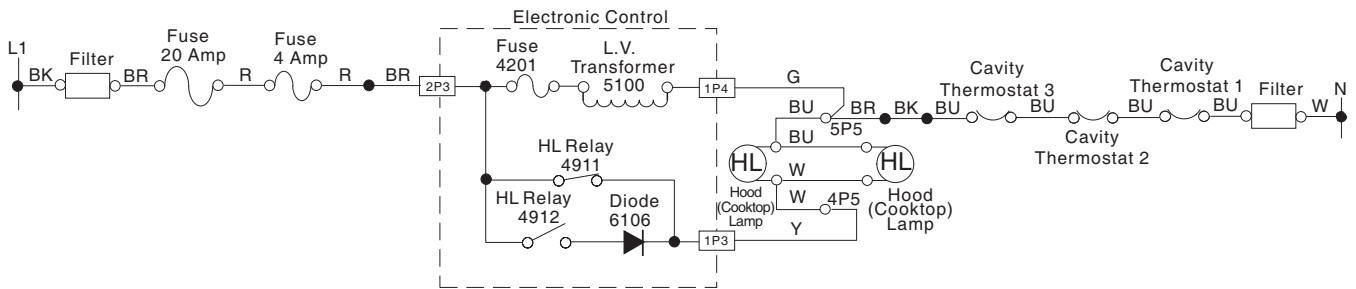 Electronic Control
L1
Filter
Fuse
20 Amp
Fuse
4 Amp
BK
BR
R
R
BR
2P3
Fuse
4201
L.V.
Transformer
5100
1P4
G
BU
5P5
BR
BK
BU
Cavity
Thermostat 3
BU
Cavity
Thermostat 2
BU
Cavity
Thermostat 1
BU
Filter
W
N
BU
HL
HL
W
Hood
(Cooktop)
Lamp
W
4P5
Hood
(Cooktop)
Lamp
HL Relay
4911
HL Relay
4912
Diode
6106
1P3
Y